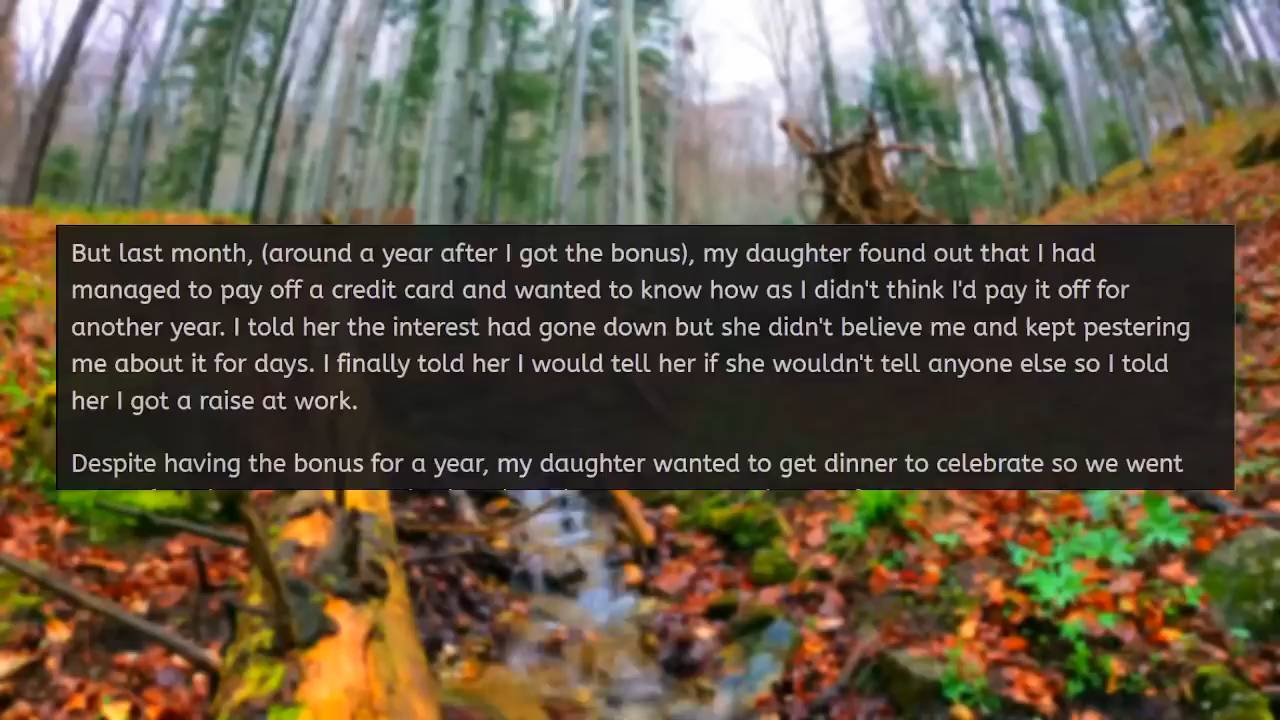 But last month, (around a year after I got the bonus), my daughter found out that I had
managed to pay off a credit card and wanted to know how as I didn't think I'd pay it off for
another year. I told her the interest had gone down but she didn't believe me and kept pestering
me about it for days. I finally told her I would tell her if she wouldn't tell anyone else so I told
her I got a raise at work.
Despite having the bonus for a year, my daughter wanted to get dinner to celebrate so we went